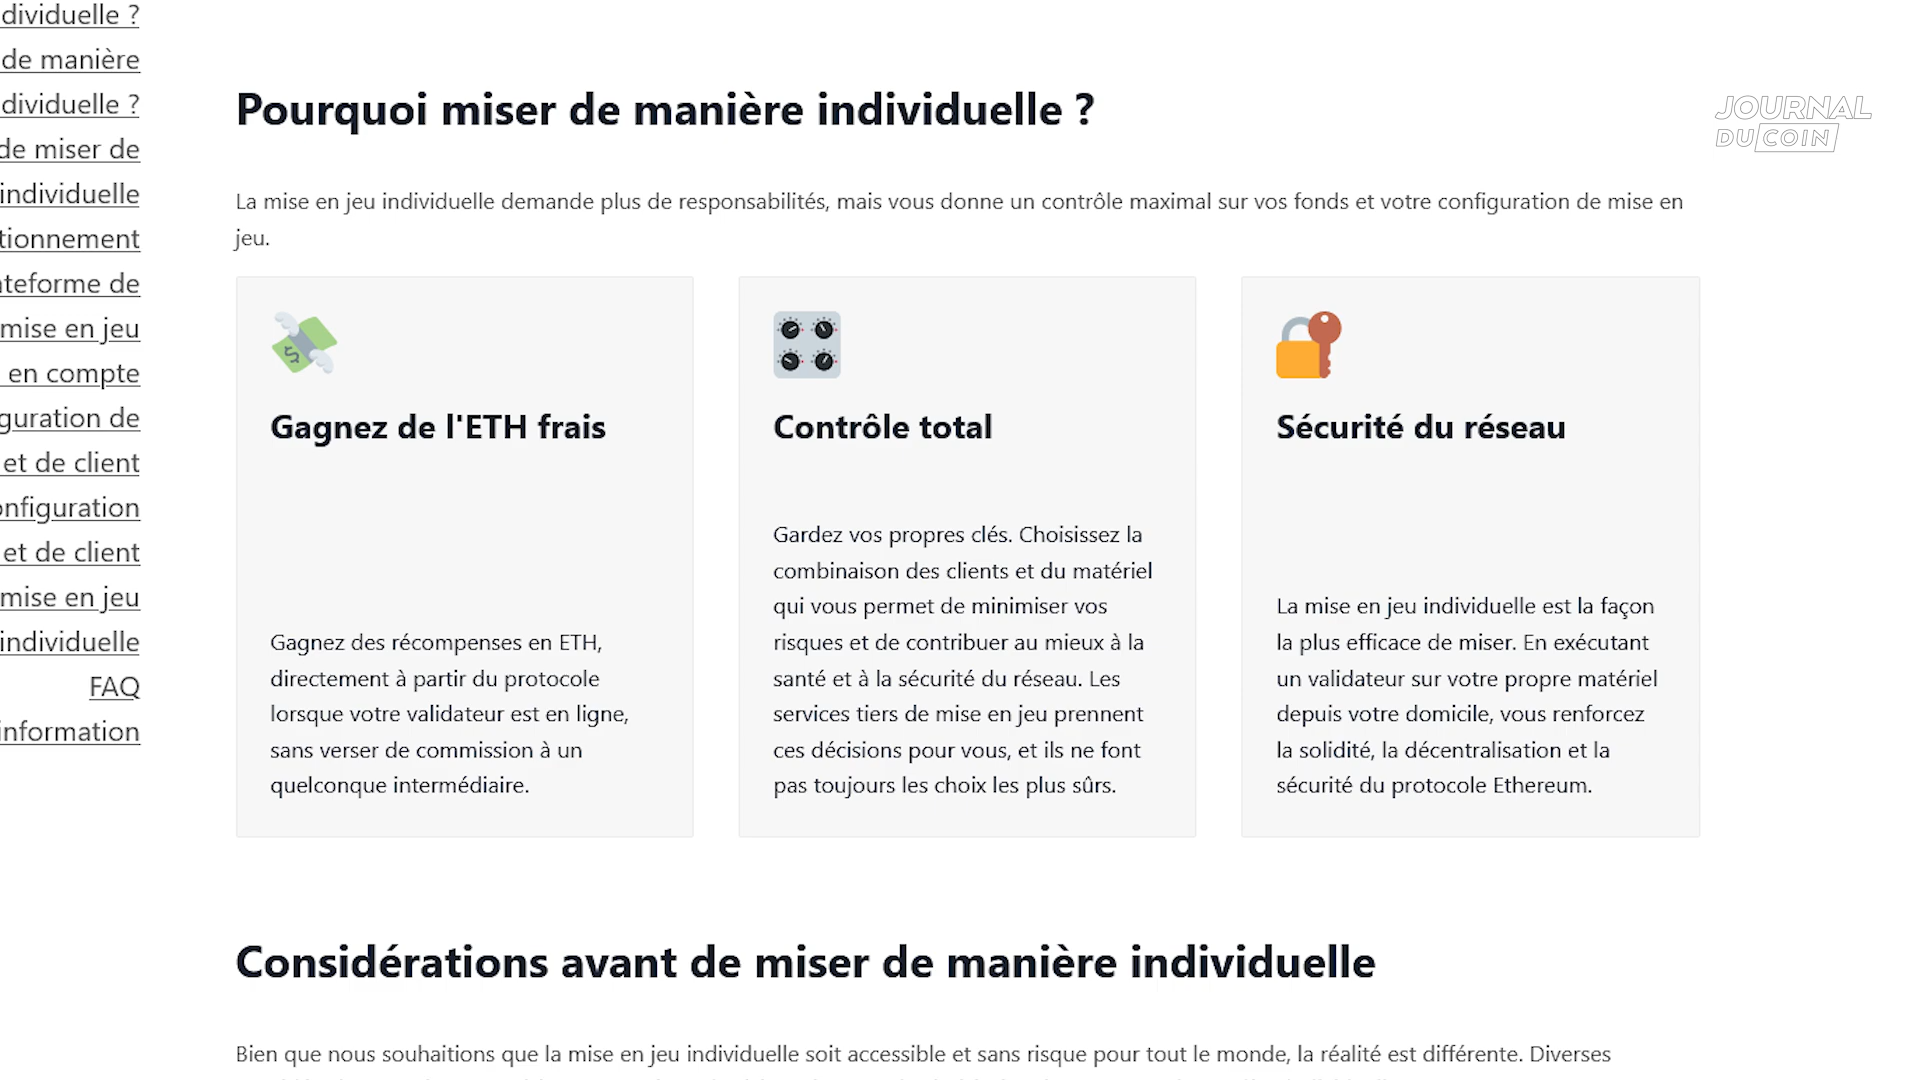 dividuelle ?
de manière
dividuelle ?
de miser de
individuelle
tionnement
ateforme de
mise en jeu
en compte
guration de
et de client
onfiguration
et de client
mise en jeu
individuelle
FAQ
information
Pourquoi miser de manière individuelle ?
JOURNAL
DU COIN
La mise en jeu individuelle demande plus de responsabilités, mais vous donne un contrôle maximal sur vos fonds et votre configuration de mise en
jeu.
Gagnez de l'ETH frais
Gagnez des récompenses en ETH,
directement à partir du protocole
lorsque votre validateur est en ligne,
sans verser de commission à un
quelconque intermédiaire.
Contrôle total
Gardez vos propres clés. Choisissez la
combinaison des clients et du matériel
qui vous permet de minimiser vos
risques et de contribuer au mieux à la
santé et à la sécurité du réseau. Les
services tiers de mise en jeu prennent
ces décisions pour vous, et ils ne font
pas toujours les choix les plus sûrs.
Sécurité du réseau
La mise en jeu individuelle est la façon
la plus efficace de miser. En exécutant
un validateur sur votre propre matériel
depuis votre domicile, vous renforcez
la solidité, la décentralisation et la
sécurité du protocole Ethereum.
Considérations avant de miser de manière individuelle
Bien que nous souhaitions que la mise en jeu individuelle soit accessible et sans risque pour tout le monde, la réalité est différente. Diverses